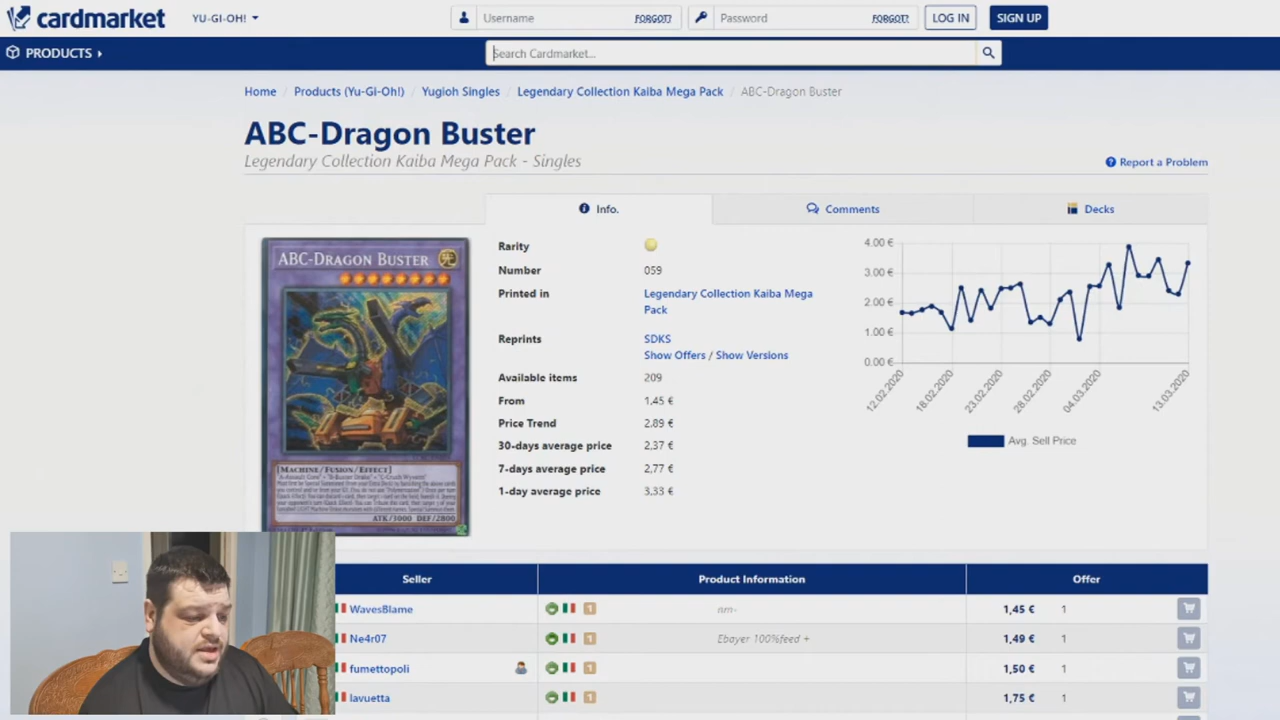 cardmarket
YU-GI-OH!
Username
FORGOT?
Password
FORGOT?
LOG IN
SIGN UP
PRODUCTS
Search Cardmarket...
Home / Products (Yu-Gi-Oh!) / Yugioh Singles / Legendary Collection Kaiba Mega Pack / ABC-Dragon Buster
ABC-Dragon Buster
Legendary Collection Kaiba Mega Pack - Singles
Report a Problem
Info.
Comments
Decks
ABC-DRAGON BUSTER
[MACHINE/FUSION/EFFECT]
ATK/3000 DEF/2800
Rarity
Number 059
Printed in Legendary Collection Kaiba Mega
Pack
Reprints SDKS
Show Offers / Show Versions
Available items 209
From 1,45 €
Price Trend 2,89 €
30-days average price 2,37 €
7-days average price 2,77 €
1-day average price 3,33 €
4.00 €
3.00 €
2.00 €
1.00 €
0.00 €
12.02.2020
18.02.2020
23.02.2020
28.02.2020
04.03.2020
13.03.2020
Avg. Sell Price
Seller Product Information Offer
WavesBlame 1 nm- 1,45 € 1
Ne4r07 1 Ebayer 100%feed + 1,49 € 1
fumettopoli 1 1,50 € 1
lavuetta 1 1,75 € 1